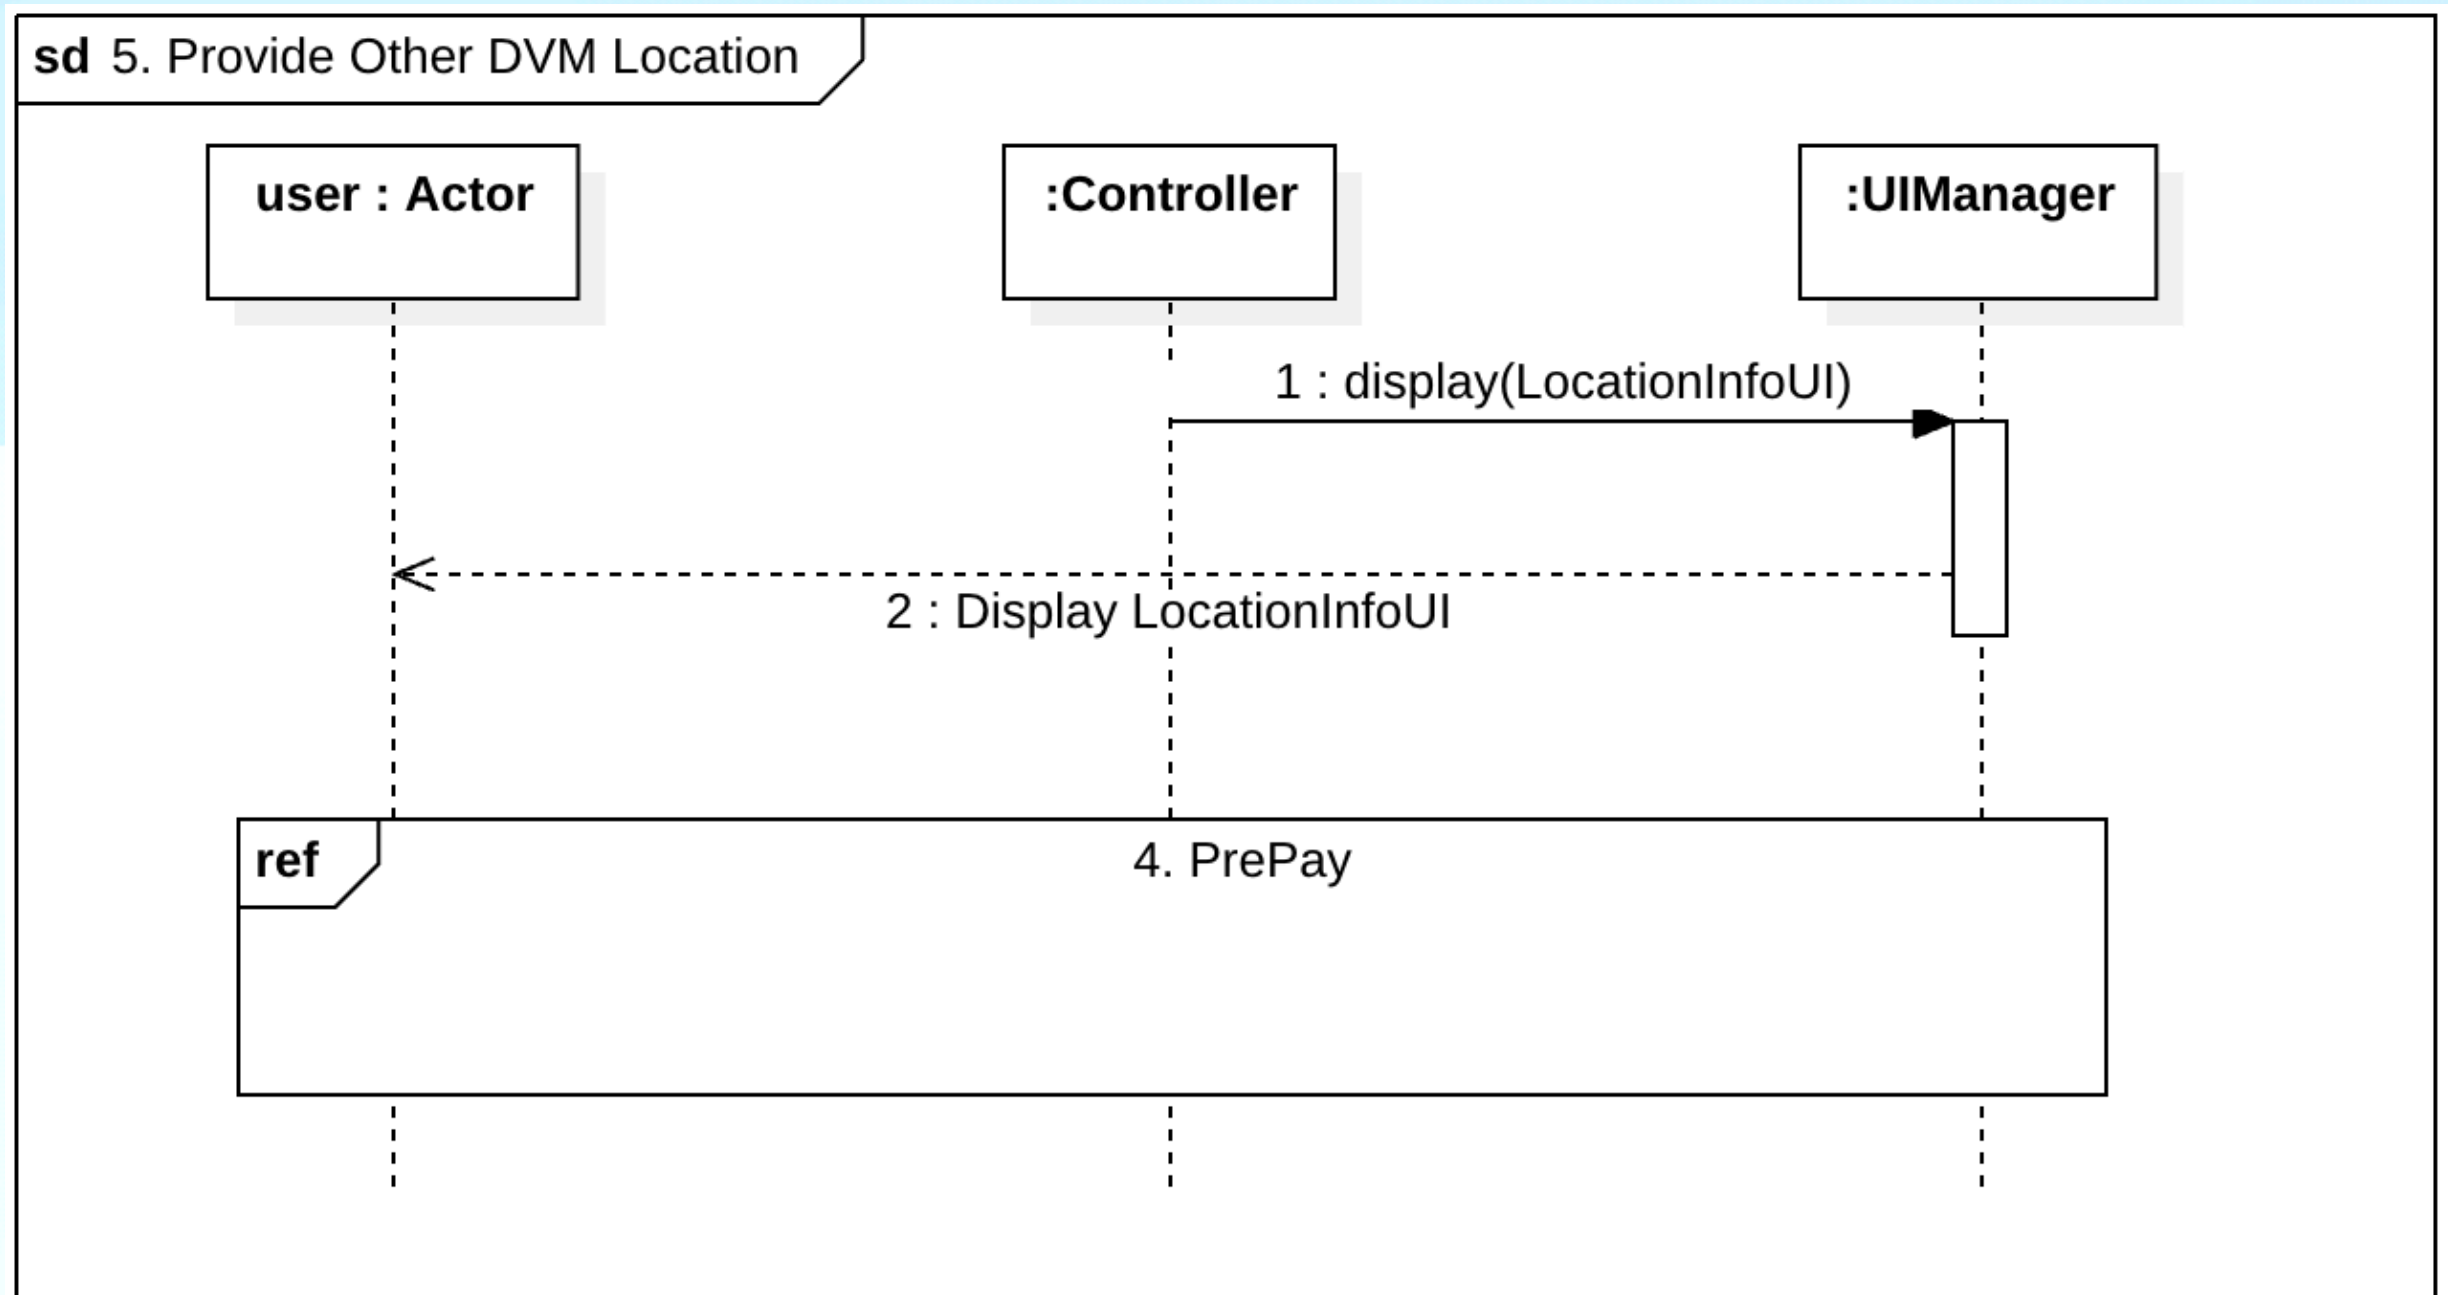 sd 5. Provide Other DVM Location
user : Actor
:Controller
:UIManager
1 : display(LocationInfoUI)
2 : Display LocationInfoUI
ref
4. PrePay